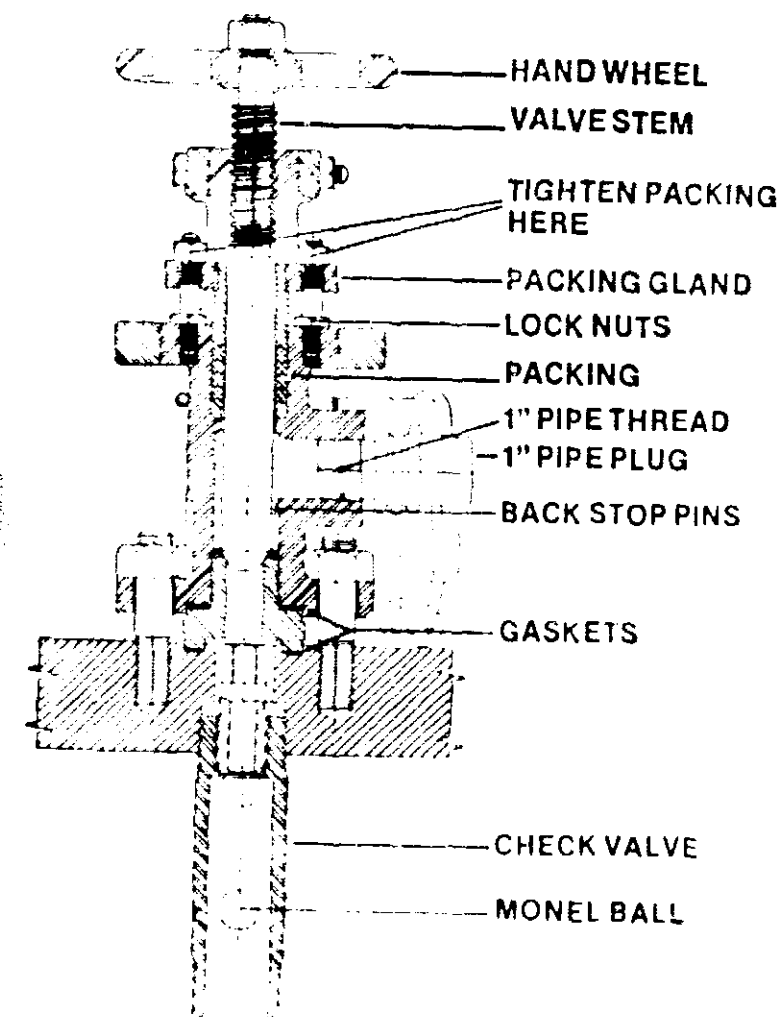 HAND WHEEL
VALVE STEM
TIGHTEN PACKING
HERE
PACKING GLAND
LOCK NUTS
PACKING
1" PIPE THREAD
1" PIPE PLUG
BACK STOP PINS
GASKETS
CHECK VALVE
MONEL BALL